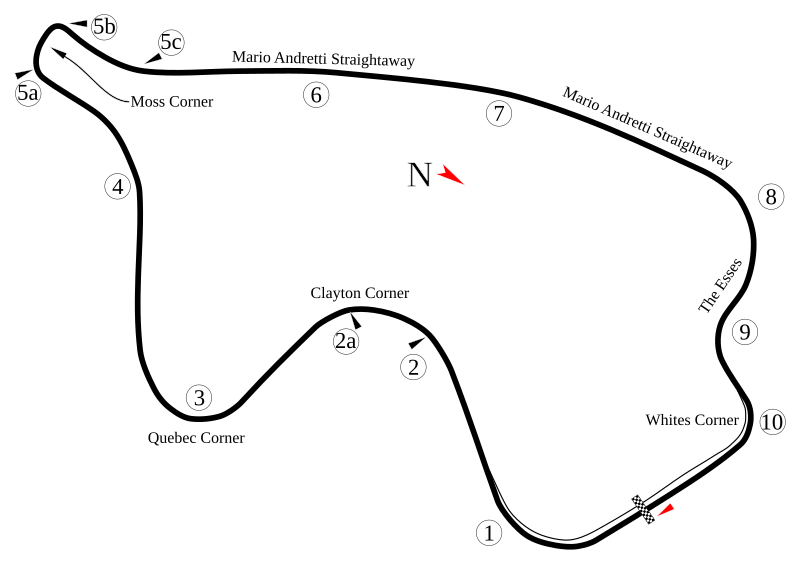 5b
5c
Mario Andretti Straightaway
5a
Moss Corner
6
7
Mario Andretti Straightaway
4
N
8
The Esses
Clayton Corner
2a
2
9
3
Quebec Corner
Whites Corner
10
1